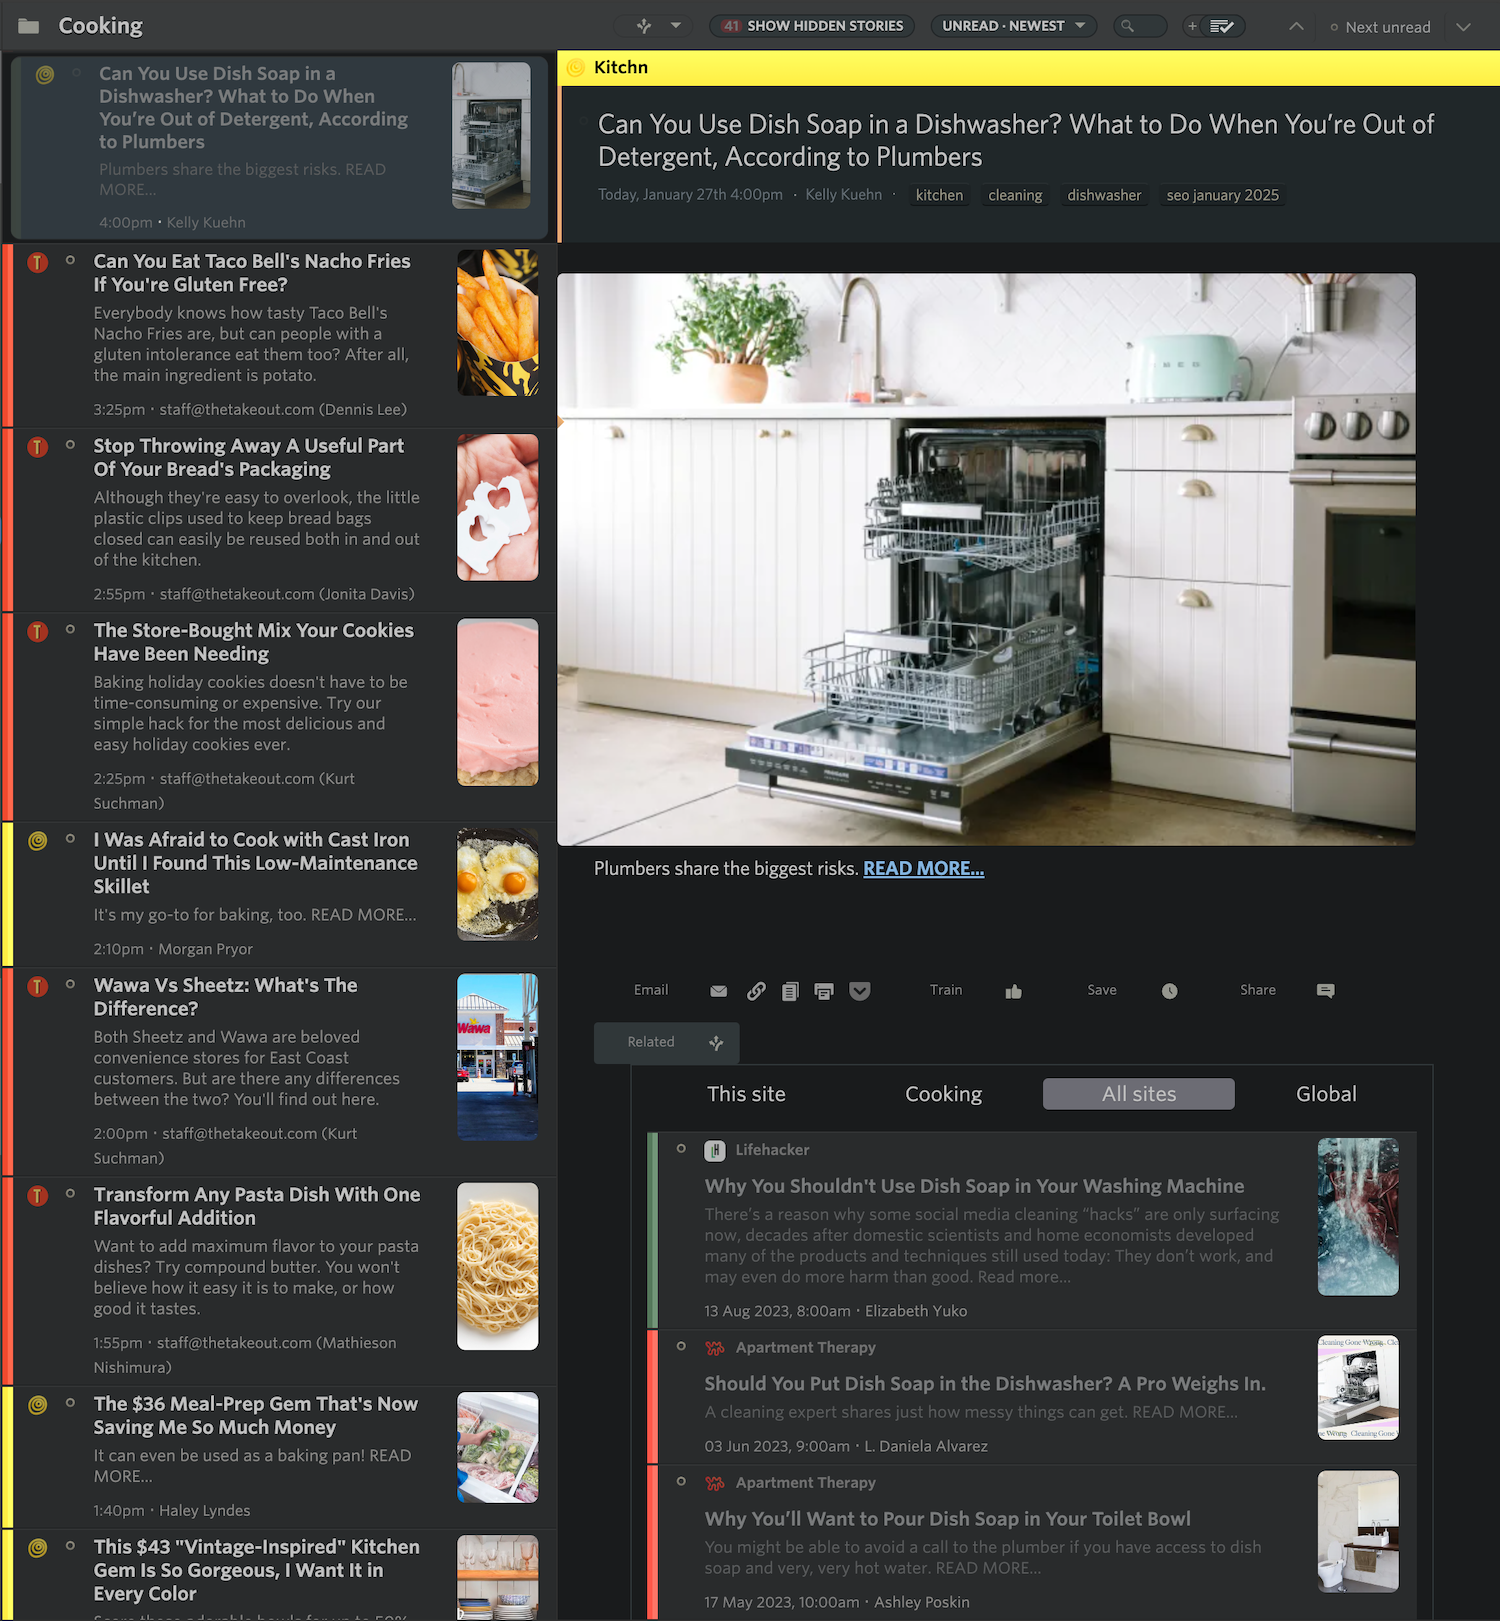 Cooking
41 SHOW HIDDEN STORIES
UNREAD · NEWEST
Next unread
Can You Use Dish Soap in a
Dishwasher? What to Do When
You’re Out of Detergent, According
to Plumbers
Plumbers share the biggest risks. READ
MORE...
4:00pm • Kelly Kuehn
Can You Eat Taco Bell's Nacho Fries
If You're Gluten Free?
Everybody knows how tasty Taco Bell's
Nacho Fries are, but can people with a
gluten intolerance eat them too? After all,
the main ingredient is potato.
3:25pm • staff@thetakeout.com (Dennis Lee)
Stop Throwing Away A Useful Part
Of Your Bread's Packaging
Although they're easy to overlook, the little
plastic clips used to keep bread bags
closed can easily be reused both in and out
of the kitchen.
2:55pm • staff@thetakeout.com (Jonita Davis)
The Store-Bought Mix Your Cookies
Have Been Needing
Baking holiday cookies doesn't have to be
time-consuming or expensive. Try our
simple hack for the most delicious and
easy holiday cookies ever.
2:25pm • staff@thetakeout.com (Kurt
Suchman)
I Was Afraid to Cook with Cast Iron
Until I Found This Low-Maintenance
Skillet
It's my go-to for baking, too. READ MORE...
2:10pm • Morgan Pryor
Wawa Vs Sheetz: What's The
Difference?
Both Sheetz and Wawa are beloved
convenience stores for East Coast
customers. But are there any differences
between the two? You'll find out here.
2:00pm • staff@thetakeout.com (Kurt
Suchman)
Wawa
Transform Any Pasta Dish With One
Flavorful Addition
Want to add maximum flavor to your pasta
dishes? Try compound butter. You won't
believe how it easy it is to make, or how
good it tastes.
1:55pm • staff@thetakeout.com (Mathieson
Nishimura)
The $36 Meal-Prep Gem That's Now
Saving Me So Much Money
It can even be used as a baking pan! READ
MORE...
1:40pm • Haley Lyndes
This $43 "Vintage-Inspired" Kitchen
Gem Is So Gorgeous, I Want It in
Every Color
Kitchn
Can You Use Dish Soap in a Dishwasher? What to Do When You’re Out of
Detergent, According to Plumbers
Today, January 27th 4:00pm · Kelly Kuehn · kitchen cleaning dishwasher seo january 2025
SMEG
FRIGIDAIRE
Plumbers share the biggest risks. READ MORE...
Email
Train
Save
Share
Related
This site
Cooking
All sites
Global
Lifehacker
Why You Shouldn't Use Dish Soap in Your Washing Machine
There’s a reason why some social media cleaning “hacks” are only surfacing
now, decades after domestic scientists and home economists developed
many of the products and techniques still used today: They don’t work, and
may even do more harm than good. Read more...
13 Aug 2023, 8:00am • Elizabeth Yuko
Apartment Therapy
Should You Put Dish Soap in the Dishwasher? A Pro Weighs In.
A cleaning expert shares just how messy things can get. READ MORE...
03 Jun 2023, 9:00am • L. Daniela Alvarez
Cleaning Gone Wrong
Cleaning Gone
Apartment Therapy
Why You’ll Want to Pour Dish Soap in Your Toilet Bowl
You might be able to avoid a call to the plumber if you have access to dish
soap and very, very hot water. READ MORE...
17 May 2023, 10:00am • Ashley Poskin